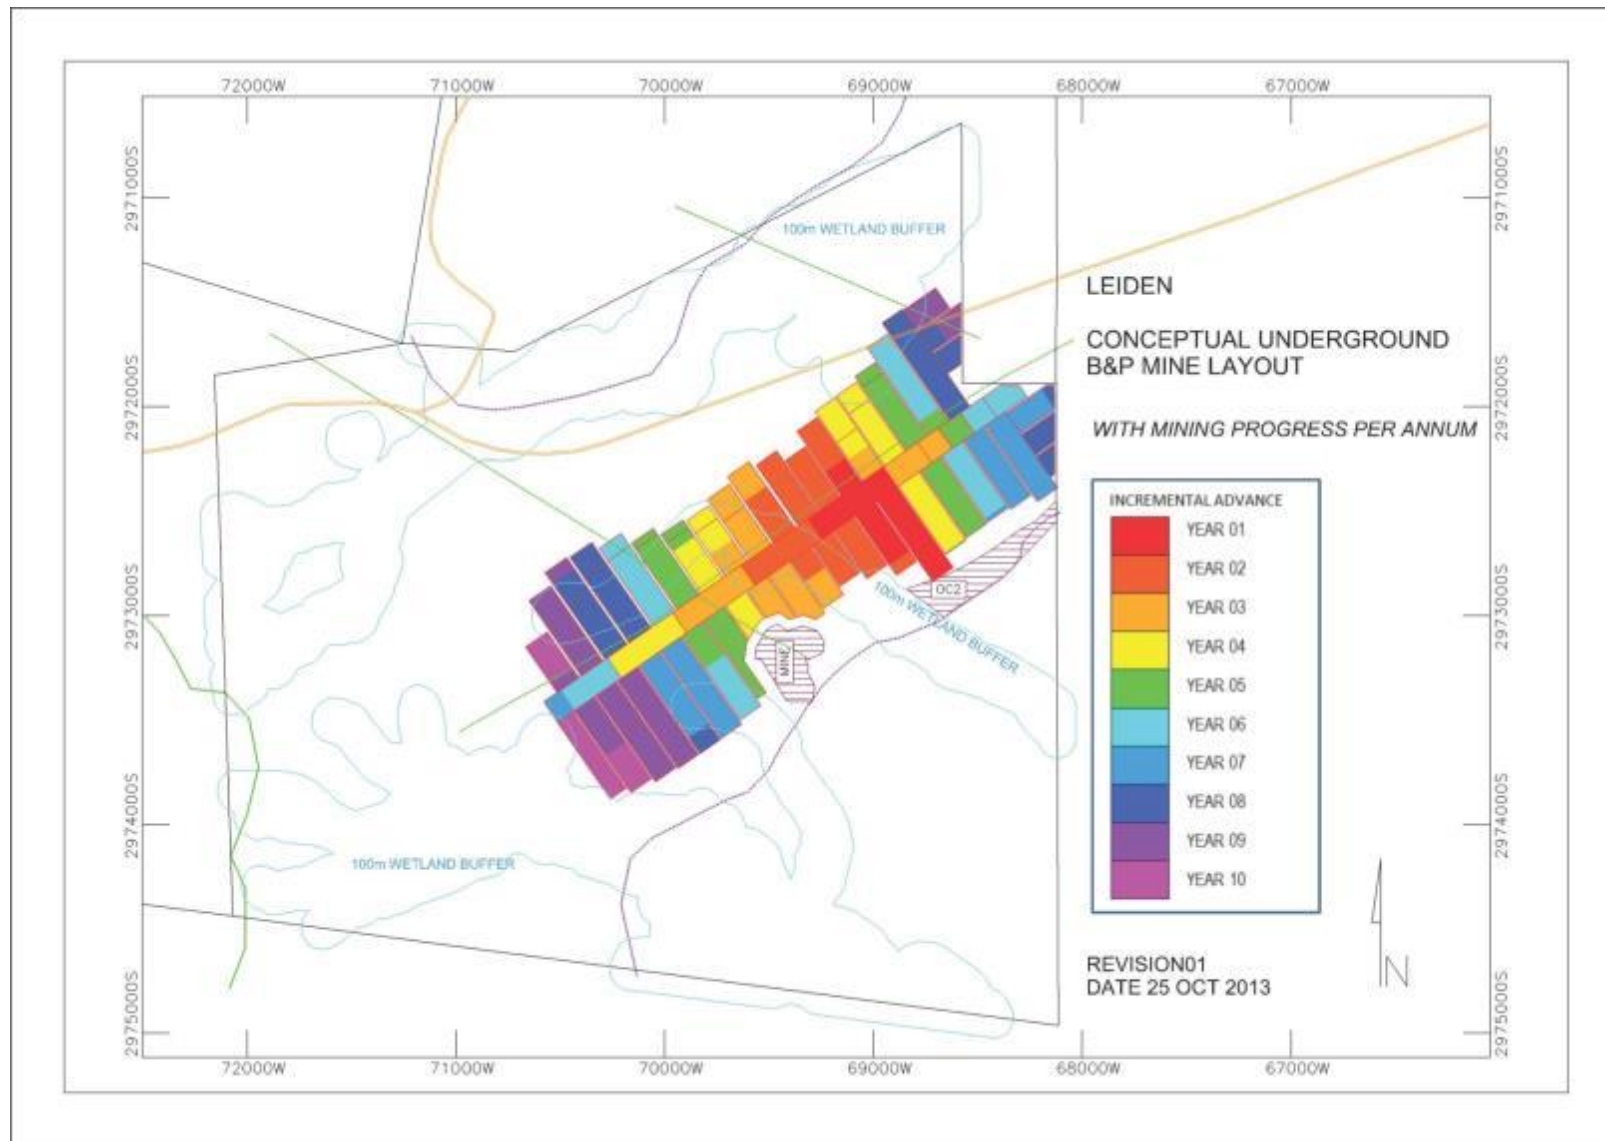 72000W 71000W 70000W 69000W 68000W 67000W
2971000S 2971000S
100m WETLAND BUFFER
LEIDEN
CONCEPTUAL UNDERGROUND
B&P MINE LAYOUT
2972000S 2972000S
WITH MINING PROGRESS PER ANNUM
INCREMENTAL ADVANCE
YEAR 01
YEAR 02
YEAR 03
YEAR 04
YEAR 05
YEAR 06
YEAR 07
YEAR 08
YEAR 09
YEAR 10
OC2
100m WETLAND BUFFER
2973000S 2973000S
MINE
2974000S 2974000S
100m WETLAND BUFFER
REVISION01
DATE 25 OCT 2013
N
2975000S 2975000S
72000W 71000W 70000W 69000W 68000W 67000W